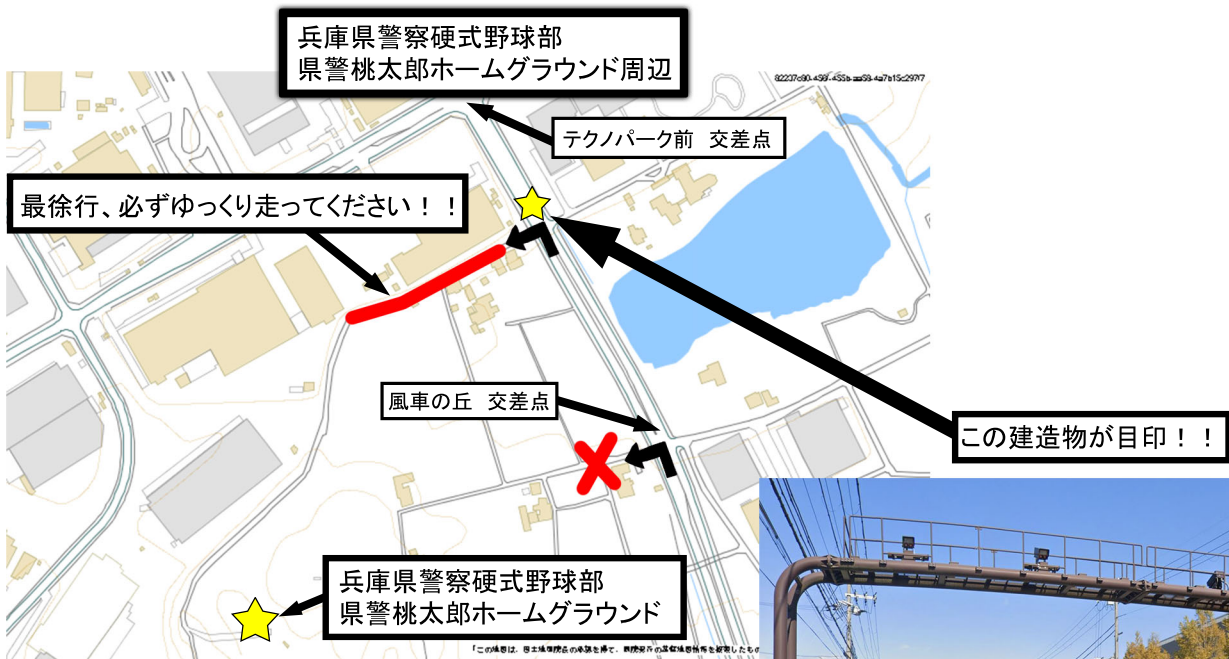 兵庫県警察硬式野球部
県警桃太郎ホームグラウンド周辺
テクノパーク前　交差点
最徐行、必ずゆっくり走ってください！！
風車の丘　交差点
この建造物が目印！！
兵庫県警察硬式野球部
県警桃太郎ホームグラウンド